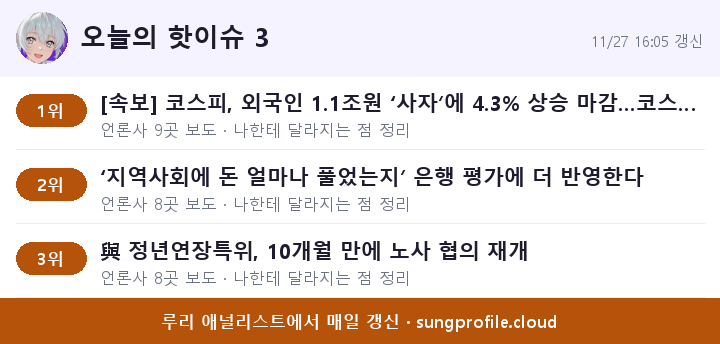 오늘의 핫이슈 3
11/27 16:05 갱신
1위
[속보] 코스피, 외국인 1.1조원 ‘사자’에 4.3% 상승 마감…코스…
언론사 9곳 보도 · 나한테 달라지는 점 정리
2위
‘지역사회에 돈 얼마나 풀었는지’ 은행 평가에 더 반영한다
언론사 8곳 보도 · 나한테 달라지는 점 정리
3위
與 정년연장특위, 10개월 만에 노사 협의 재개
언론사 8곳 보도 · 나한테 달라지는 점 정리
루리 애널리스트에서 매일 갱신 · sungprofile.cloud